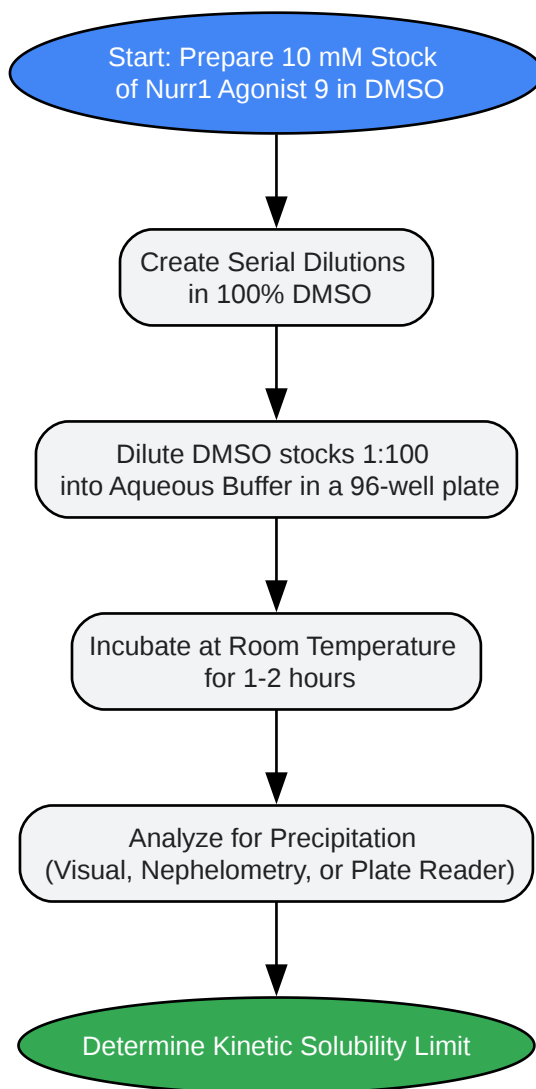 Start: Prepare 10 mM Stock
of Nurr1 Agonist 9 in DMSO
Create Serial Dilutions
in 100% DMSO
Dilute DMSO stocks 1:100
into Aqueous Buffer in a 96-well plate
Incubate at Room Temperature
for 1-2 hours
Analyze for Precipitation
(Visual, Nephelometry, or Plate Reader)
Determine Kinetic Solubility Limit